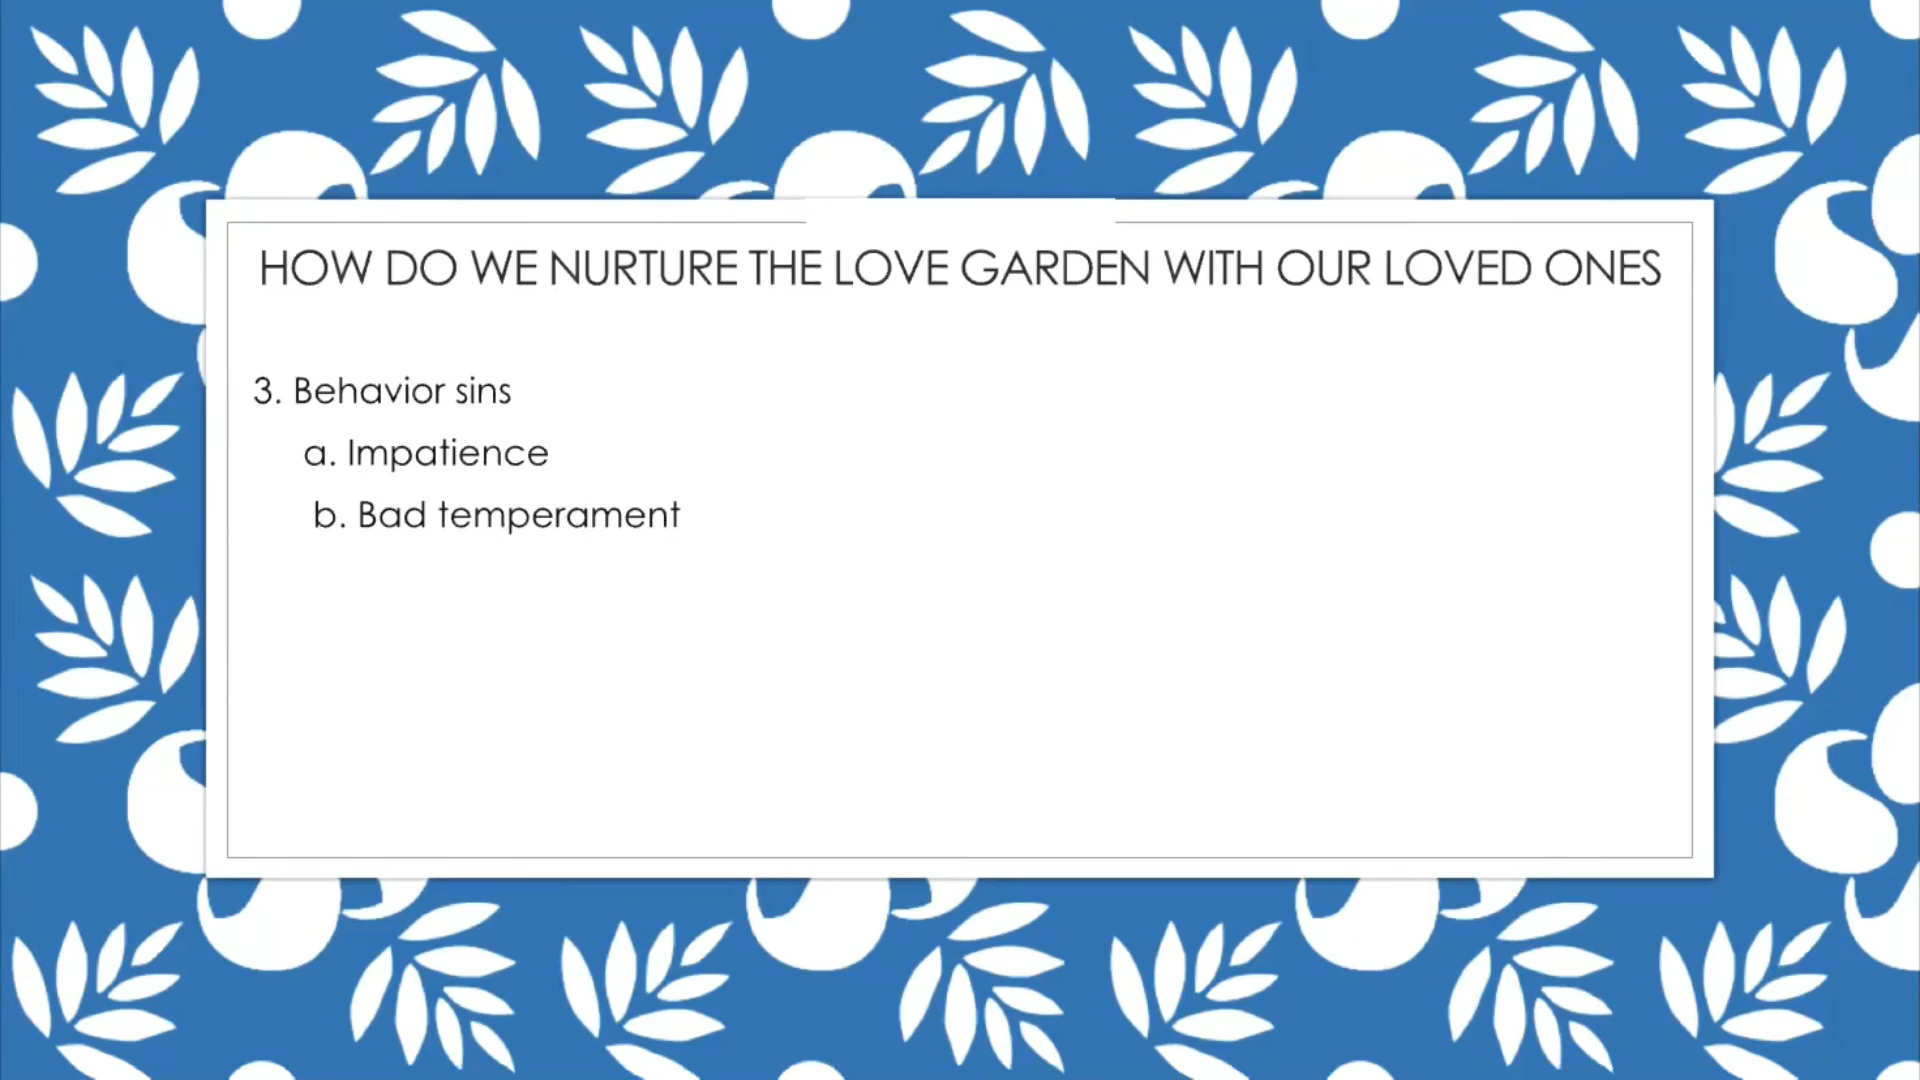 HOW DO WE NURTURE THE LOVE GARDEN WITH OUR LOVED ONES
3. Behavior sins
a. Impatience
b. Bad temperament